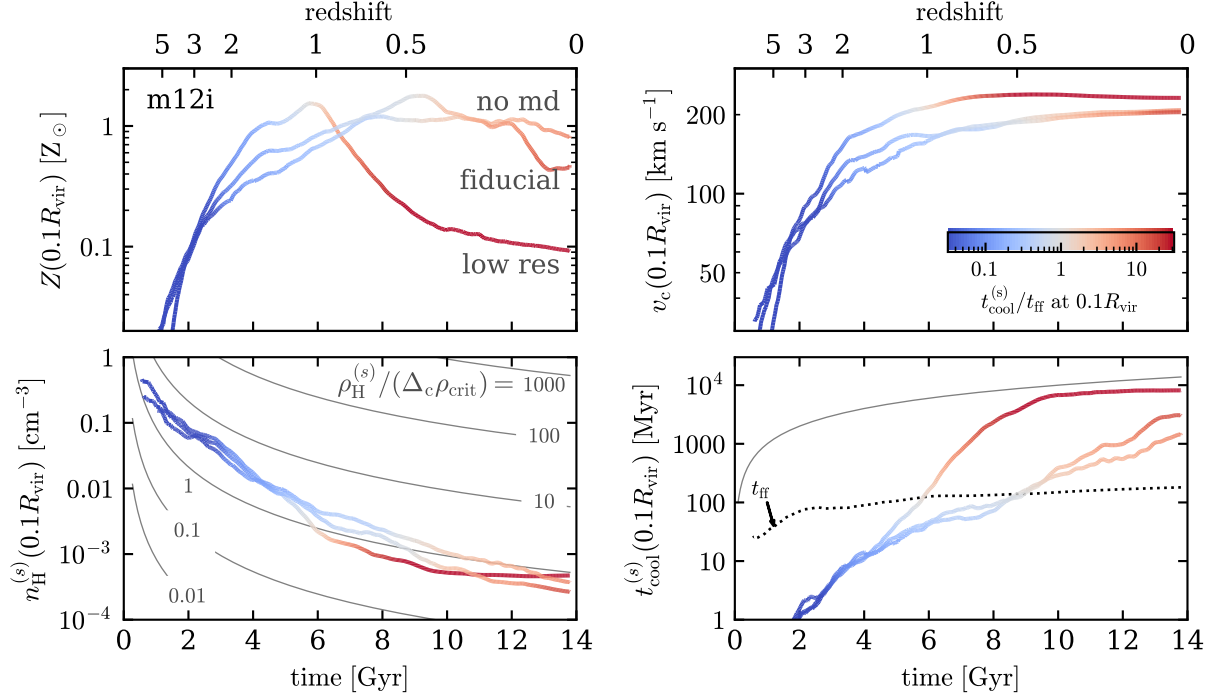 redshift
5 3 2 1 0.5 0
m12i
no md
fiducial
low res
1
0.1
Z(0.1R_vir) [Z_⊙]
redshift
5 3 2 1 0.5 0
200
100
50
v_c(0.1R_vir) [km s⁻¹]
0.1 1 10
t_cool^(s)/t_ff at 0.1R_vir
1
0.1
0.01
10⁻³
10⁻⁴
n_H^(s)(0.1R_vir) [cm⁻³]
ρ_H^(s)/(Δ_cρ_crit) = 1000
100
10
1
0.1
0.01
0 2 4 6 8 10 12 14
time [Gyr]
10⁴
1000
100
10
1
t_cool^(s)(0.1R_vir) [Myr]
t_ff
0 2 4 6 8 10 12 14
time [Gyr]